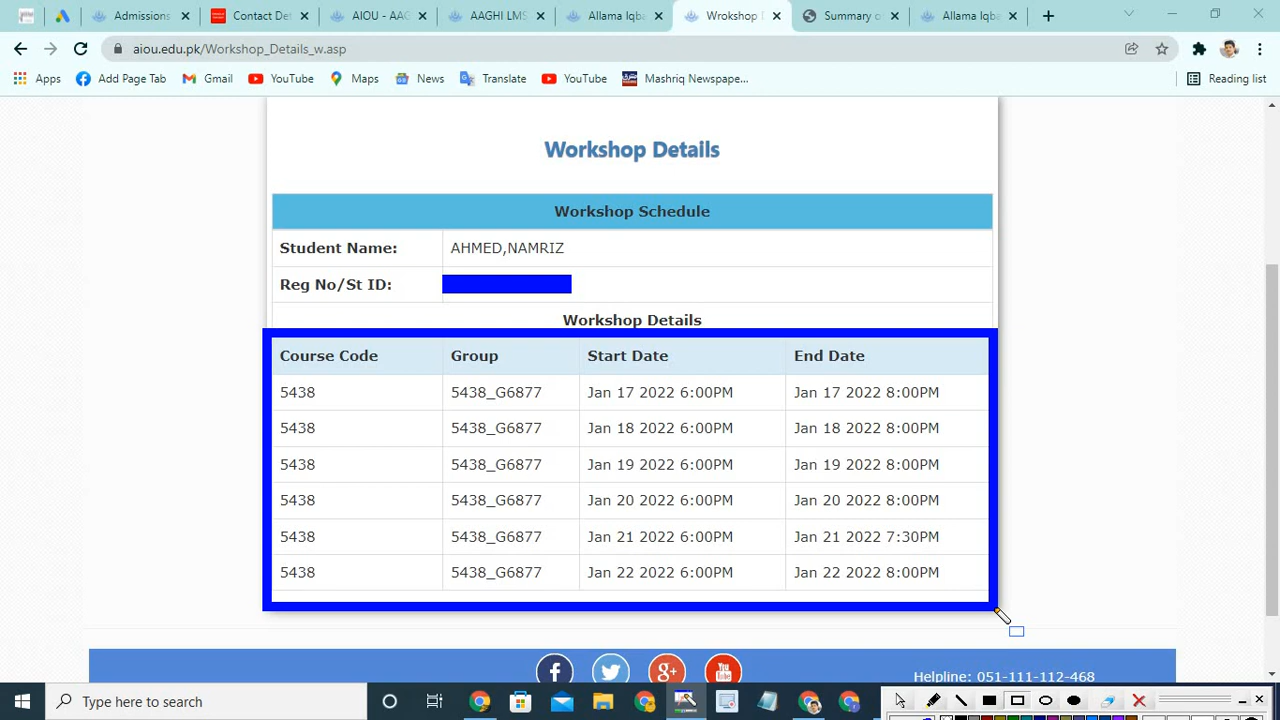 Admissions
Contact De
AIOU – AAG
AAGHI LMS
Allama Iqb
Wrokshop D
Summary o
Allama Iqb
aiou.edu.pk/Workshop_Details_w.asp
Apps
Add Page Tab
Gmail
YouTube
Maps
News
Translate
YouTube
Mashriq Newspape...
Reading list
Workshop Details
Workshop Schedule
Student Name: AHMED,NAMRIZ
Reg No/St ID:
Workshop Details
Course Code Group Start Date End Date
5438 5438_G6877 Jan 17 2022 6:00PM Jan 17 2022 8:00PM
5438 5438_G6877 Jan 18 2022 6:00PM Jan 18 2022 8:00PM
5438 5438_G6877 Jan 19 2022 6:00PM Jan 19 2022 8:00PM
5438 5438_G6877 Jan 20 2022 6:00PM Jan 20 2022 8:00PM
5438 5438_G6877 Jan 21 2022 6:00PM Jan 21 2022 7:30PM
5438 5438_G6877 Jan 22 2022 6:00PM Jan 22 2022 8:00PM
Helpline: 051-111-112-468
Type here to search